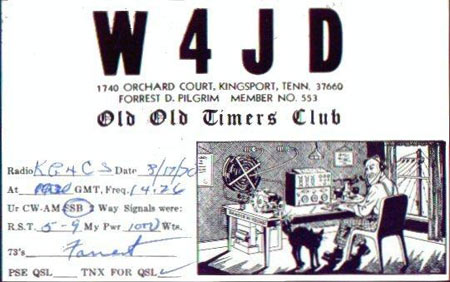 W4JD
1740 ORCHARD COURT, KINGSPORT, TENN. 37660
FORREST D. PILGRIM MEMBER NO. 553
Old Old Timers Club
Radio KG4CS Date 8/17/70
At GMT, Freq. 14.26
Ur CW-AM SSB 2 Way Signals were:
R.S.T. 5-9 My Pwr 1000 Wts.
73's Forrest
PSE QSL TNX FOR QSL ✓